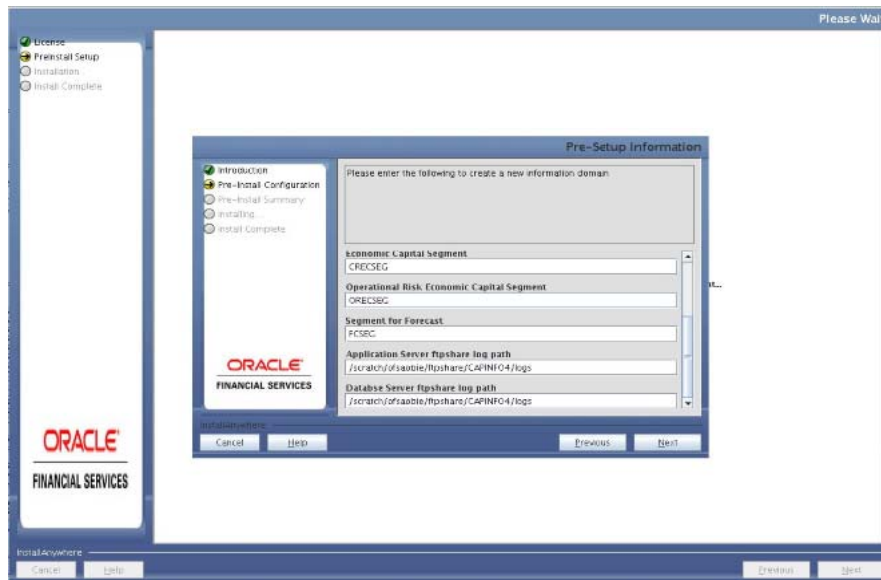 Please Wai
License
Preinstall Setup
Installation
Install Complete
Pre-Setup Information
Introduction
Pre-Install Configuration
Pre-Install Summary
Installing...
Install Complete
Please enter the following to create a new information domain
Economic Capital Segment
CRECSEG
Operational Risk Economic Capital Segment
ORECSEG
Segment for Forecast
FCSEG
Application Server ftpshare log path
/scratch/ofsaobie/ftpshare/CAPINFO4/logs
Databse Server ftpshare log path
/scratch/ofsaobie/ftpshare/CAPINFO4/logs
ORACLE
FINANCIAL SERVICES
InstallAnywhere
Cancel
Help
Previous
Next
ORACLE
FINANCIAL SERVICES
InstallAnywhere
Cancel
Help
Previous
Next